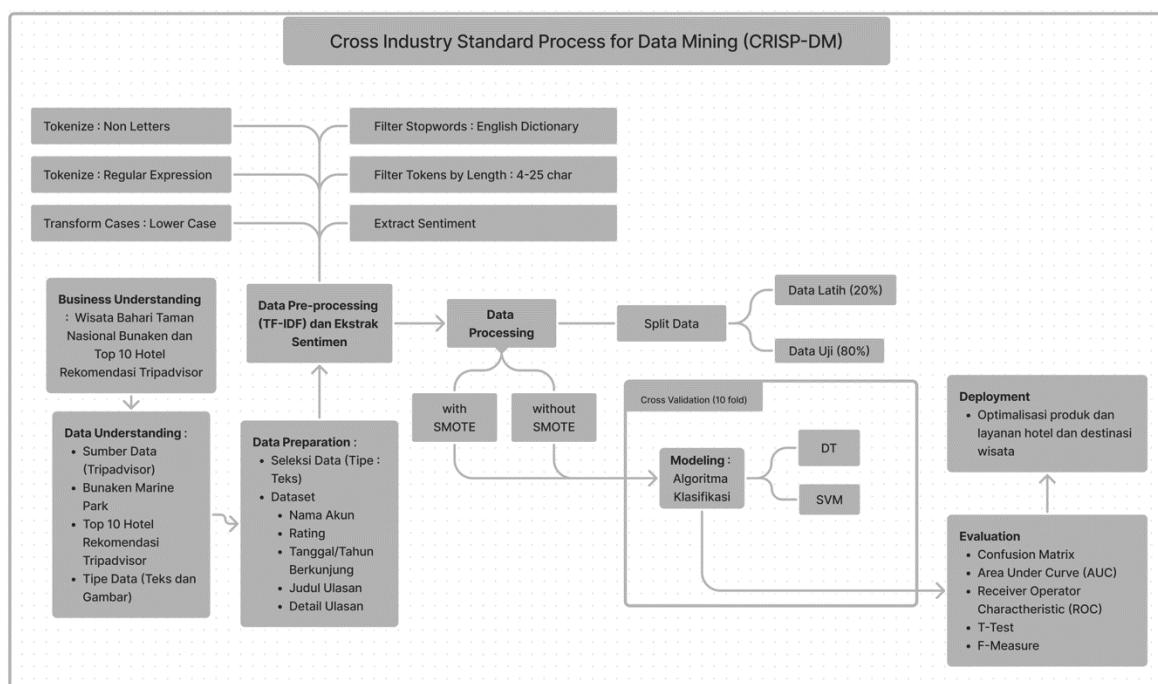 Cross Industry Standard Process for Data Mining (CRISP-DM)
Tokenize : Non Letters
Filter Stopwords : English Dictionary
Tokenize : Regular Expression
Filter Tokens by Length : 4-25 char
Transform Cases : Lower Case
Extract Sentiment
Business Understanding
: Wisata Bahari Taman
Nasional Bunaken dan
Top 10 Hotel
Rekomendasi Tripadvisor
Data Pre-processing
(TF-IDF) dan Ekstrak
Sentimen
Data
Processing
Split Data
Data Latih (20%)
Data Uji (80%)
with
SMOTE
without
SMOTE
Data Understanding :
• Sumber Data
(Tripadvisor)
• Bunaken Marine
Park
• Top 10 Hotel
Rekomendasi
Tripadvisor
• Tipe Data (Teks dan
Gambar)
Data Preparation :
• Seleksi Data (Tipe :
Teks)
• Dataset
• Nama Akun
• Rating
• Tanggal/Tahun
Berkunjung
• Judul Ulasan
• Detail Ulasan
Cross Validation (10 fold)
Modeling :
Algoritma
Klasifikasi
DT
SVM
Deployment
• Optimalisasi produk dan
layanan hotel dan destinasi
wisata
Evaluation
• Confusion Matrix
• Area Under Curve (AUC)
• Receiver Operator
Charactheristic (ROC)
• T-Test
• F-Measure